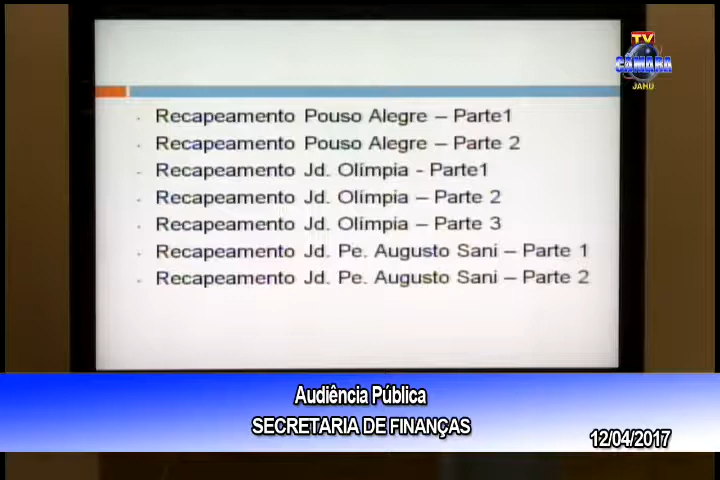 TV
CÂMARA
JAHU
Recapeamento Pouso Alegre – Parte1
Recapeamento Pouso Alegre – Parte 2
Recapeamento Jd. Olímpia - Parte1
Recapeamento Jd. Olímpia – Parte 2
Recapeamento Jd. Olímpia – Parte 3
Recapeamento Jd. Pe. Augusto Sani – Parte 1
Recapeamento Jd. Pe. Augusto Sani – Parte 2
Audiência Pública
SECRETARIA DE FINANÇAS
12/04/2017